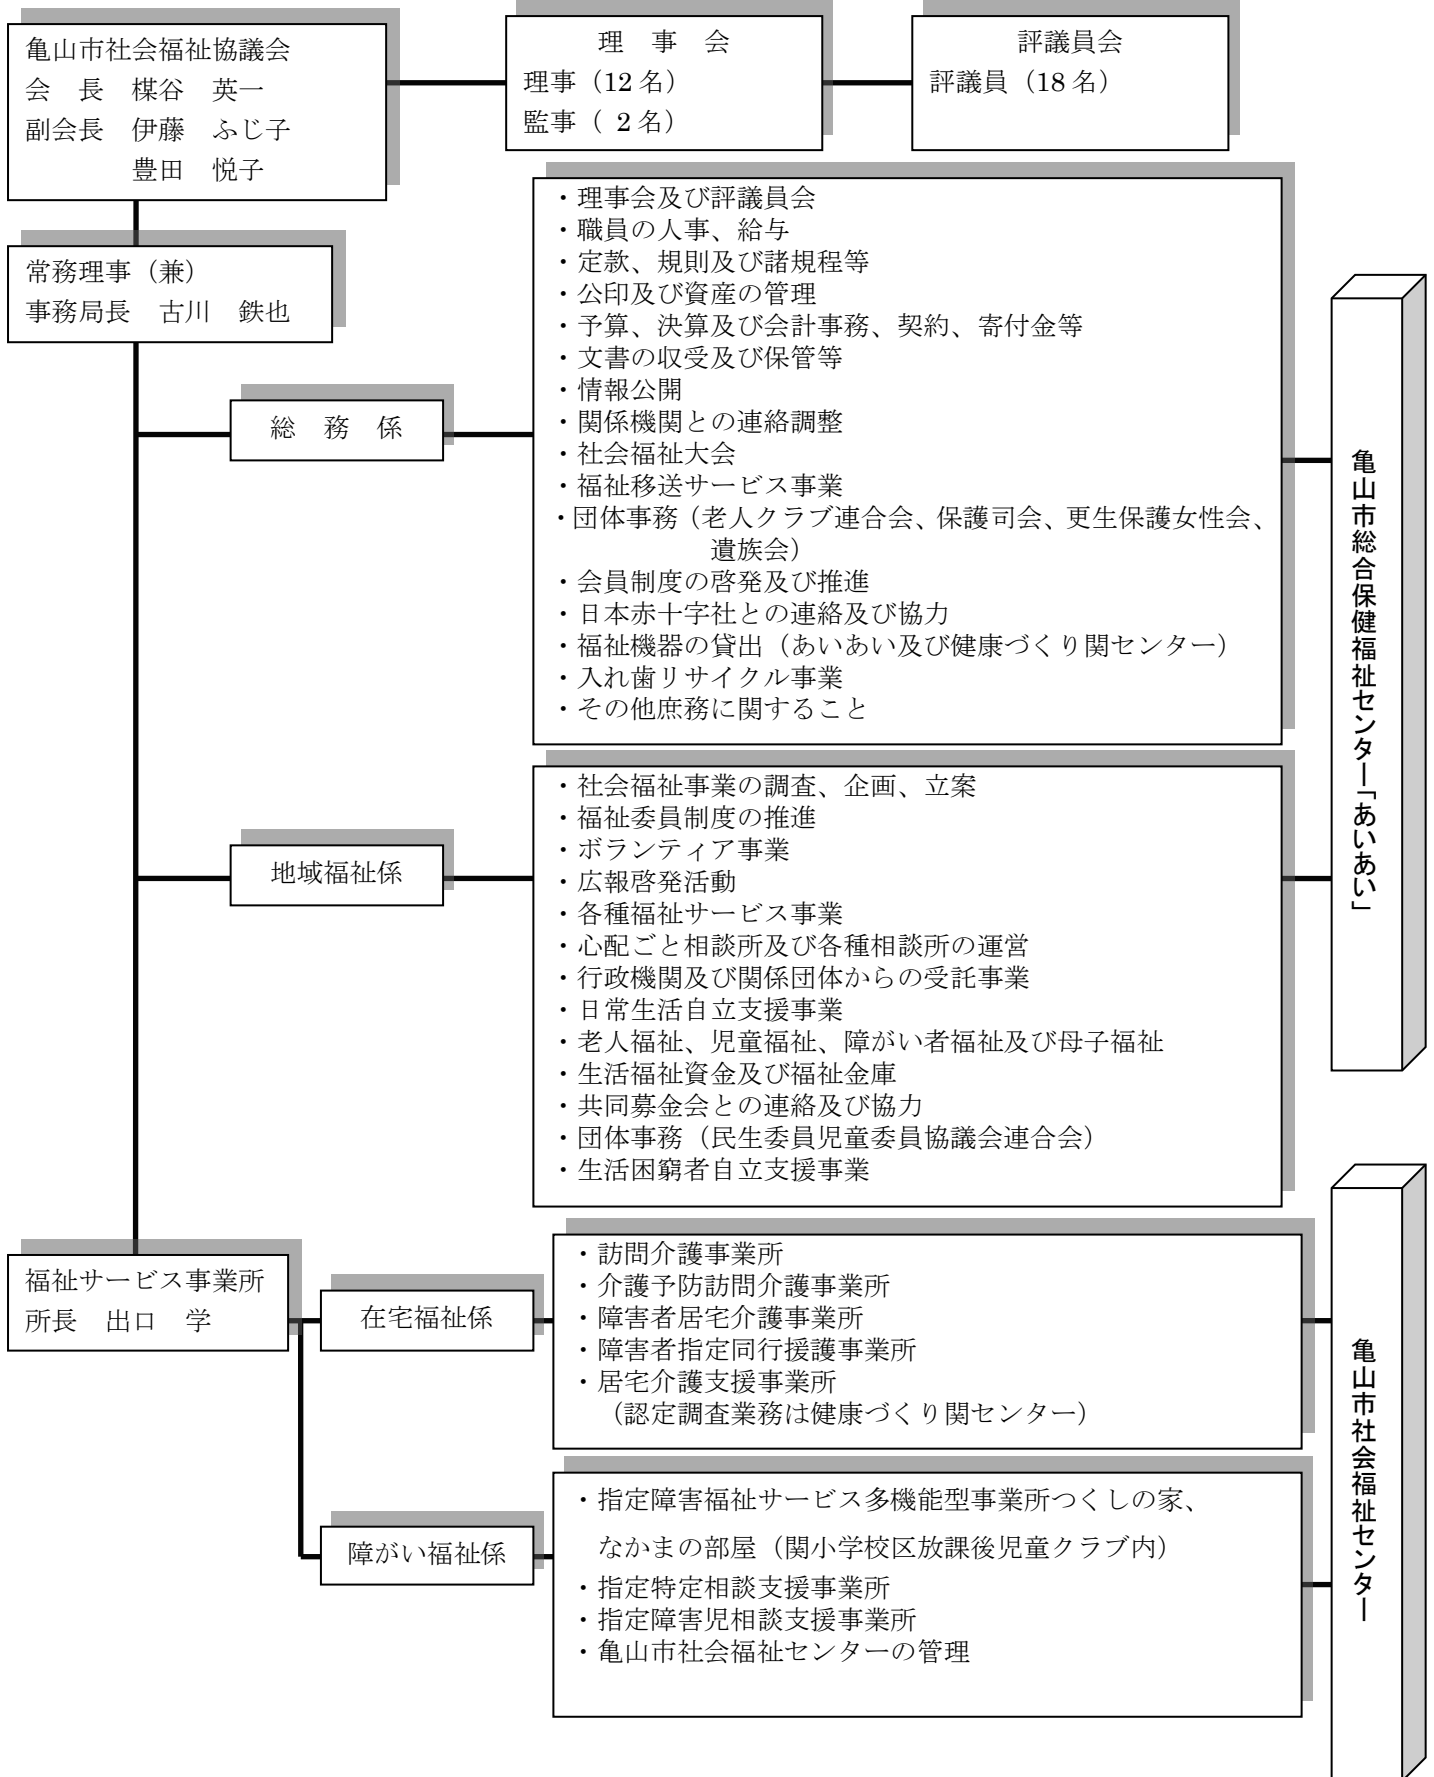 亀山市社会福祉協議会
会　長　楳谷　英一
副会長　伊藤　ふじ子
豊田　悦子
理　事　会
理事（12名）
監事（ 2名）
評議員会
評議員（18名）
常務理事（兼）
事務局長　古川　鉄也
総　務　係
・理事会及び評議員会
・職員の人事、給与
・定款、規則及び諸規程等
・公印及び資産の管理
・予算、決算及び会計事務、契約、寄付金等
・文書の収受及び保管等
・情報公開
・関係機関との連絡調整
・社会福祉大会
・福祉移送サービス事業
・団体事務（老人クラブ連合会、保護司会、更生保護女性会、
遺族会）
・会員制度の啓発及び推進
・日本赤十字社との連絡及び協力
・福祉機器の貸出（あいあい及び健康づくり関センター）
・入れ歯リサイクル事業
・その他庶務に関すること
地域福祉係
・社会福祉事業の調査、企画、立案
・福祉委員制度の推進
・ボランティア事業
・広報啓発活動
・各種福祉サービス事業
・心配ごと相談所及び各種相談所の運営
・行政機関及び関係団体からの受託事業
・日常生活自立支援事業
・老人福祉、児童福祉、障がい者福祉及び母子福祉
・生活福祉資金及び福祉金庫
・共同募金会との連絡及び協力
・団体事務（民生委員児童委員協議会連合会）
・生活困窮者自立支援事業
亀山市総合保健福祉センター「あいあい」
福祉サービス事業所
所長　出口　学
在宅福祉係
・訪問介護事業所
・介護予防訪問介護事業所
・障害者居宅介護事業所
・障害者指定同行援護事業所
・居宅介護支援事業所
（認定調査業務は健康づくり関センター）
障がい福祉係
・指定障害福祉サービス多機能型事業所つくしの家、
なかまの部屋（関小学校区放課後児童クラブ内）
・指定特定相談支援事業所
・指定障害児相談支援事業所
・亀山市社会福祉センターの管理
亀山市社会福祉センター